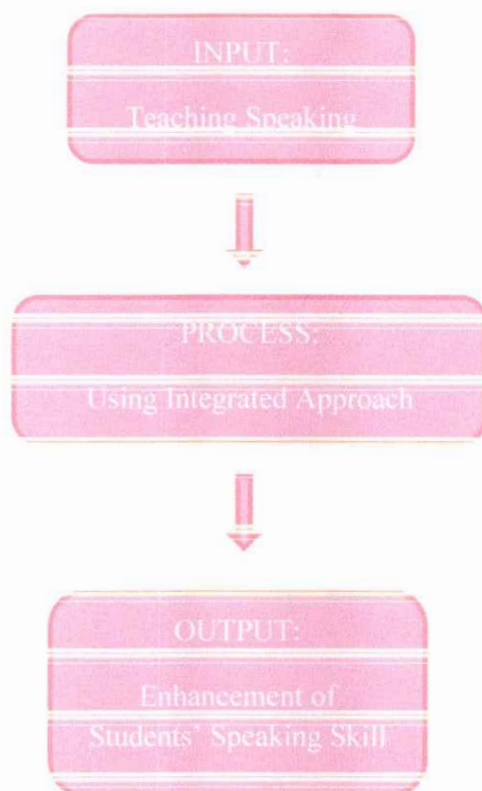 INPUT:
Teaching Speaking
PROCESS:
Using Integrated Approach
OUTPUT:
Enhancement of
Students' Speaking Skill